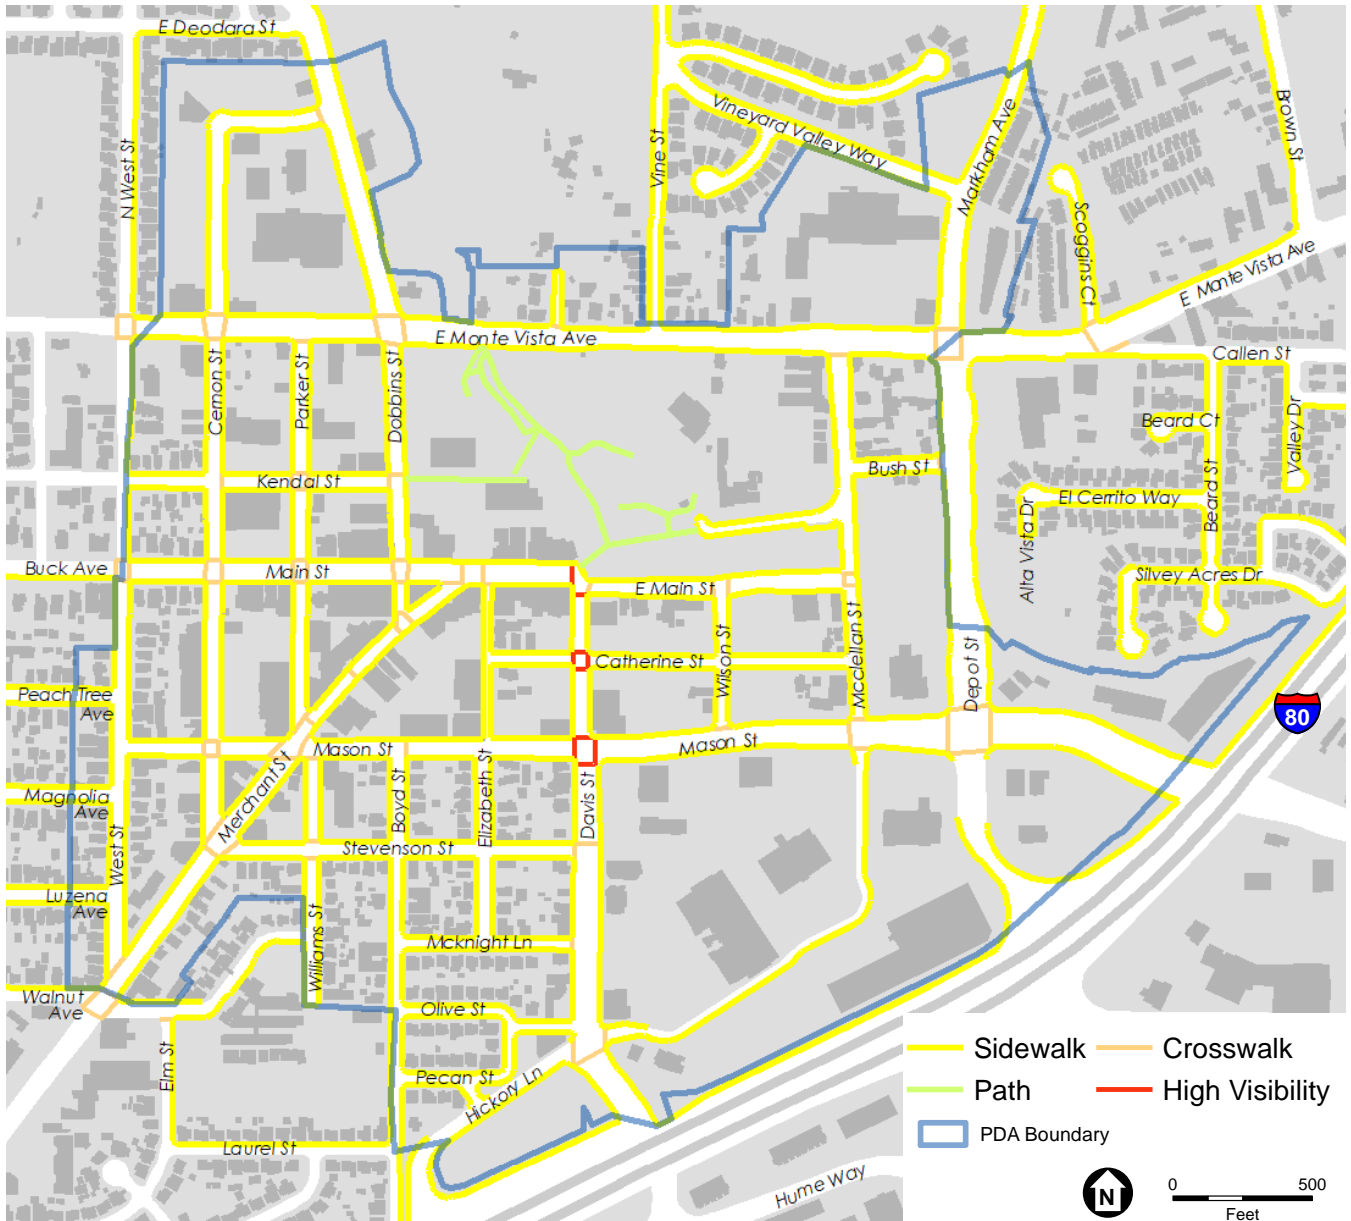 E Deodara St
N West St
Vine St
Vineyard Valley Way
Markham Ave
Brown St
Scoggins Ct
E Monte Vista Ave
E Monte Vista Ave
Callen St
Cernon St
Parker St
Dobbins St
Beard Ct
Valley Dr
Kendal St
Bush St
El Cerrito Way
Beard St
Alta Vista Dr
Buck Ave
Main St
E Main St
Silvey Acres Dr
Catherine St
Wilson St
Mcclellan St
Depot St
Peach Tree
Ave
80
Mason St
Mason St
Merchant St
Boyd St
Elizabeth St
Davis St
Magnolia
Ave
West St
Stevenson St
Luzena
Ave
Williams St
Mcknight Ln
Walnut
Ave
Olive St
Elm St
Pecan St
Hickory Ln
Laurel St
Hume Way
Sidewalk
Crosswalk
Path
High Visibility
PDA Boundary
N
0 500
Feet